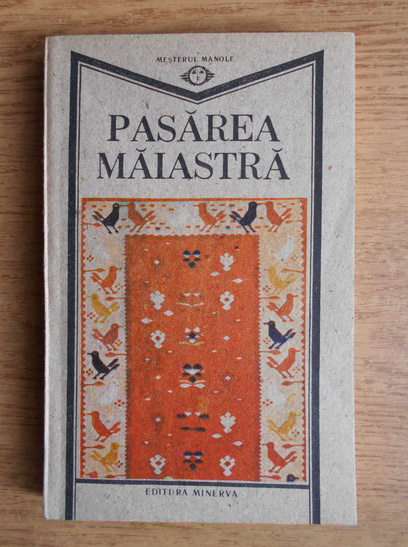 MEȘTERUL MANOLE
PASĂREA
MĂIASTRĂ
EDITURA MINERVA